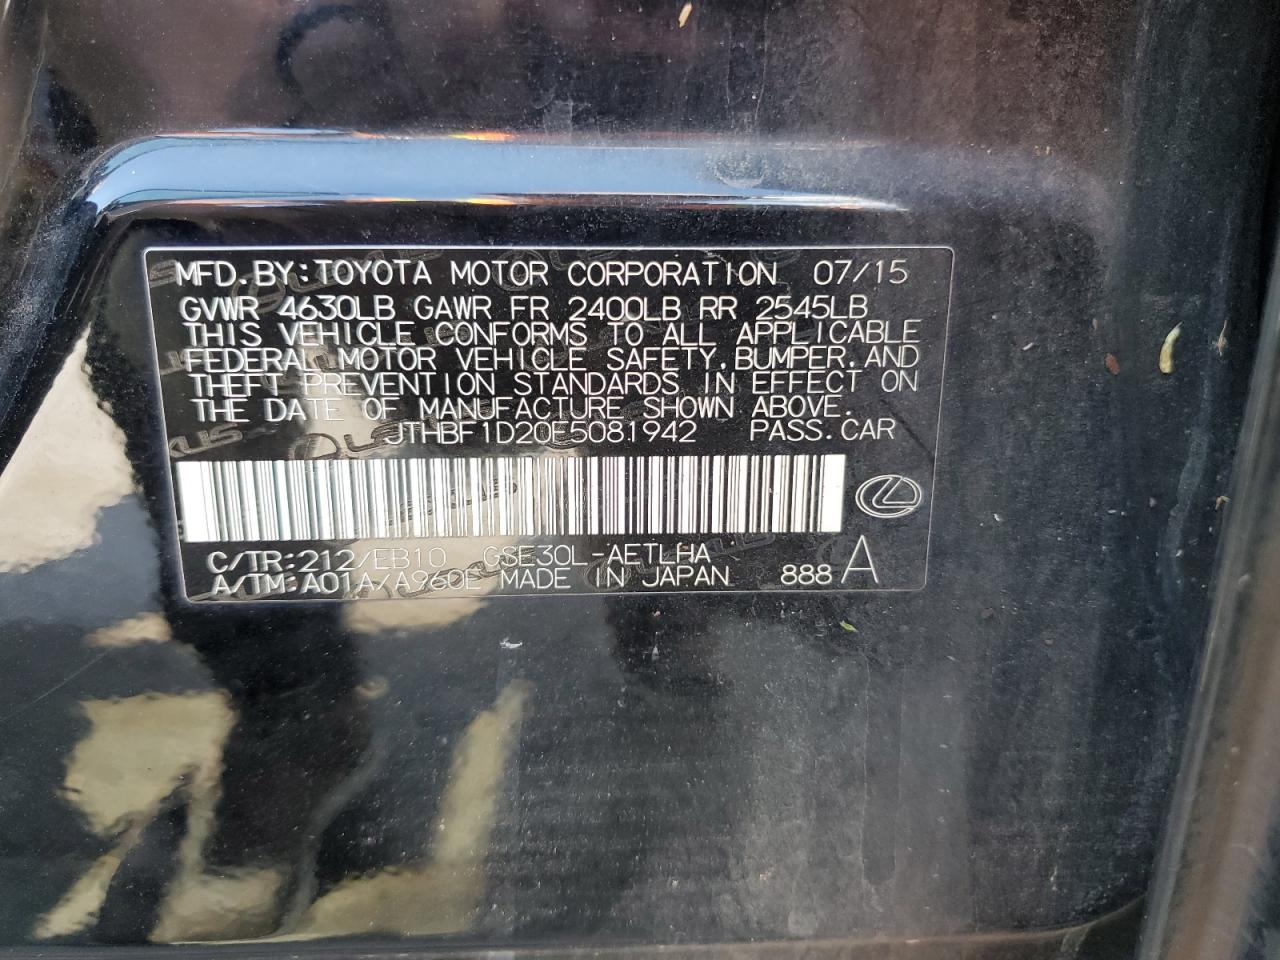 MFD.BY:TOYOTA MOTOR CORPORATION 07/15
GVWR 4630LB GAWR FR 2400LB RR 2545LB
THIS VEHICLE CONFORMS TO ALL APPLICABLE
FEDERAL MOTOR VEHICLE SAFETY,BUMPER,AND
THEFT PREVENTION STANDARDS IN EFFECT ON
THE DATE OF MANUFACTURE SHOWN ABOVE.
JTHBF1D20F5081942 PASS.CAR
C/TR:212/EB10 GSE30L-AETLHA
A/TM:A01A/A960E MADE IN JAPAN 888 A